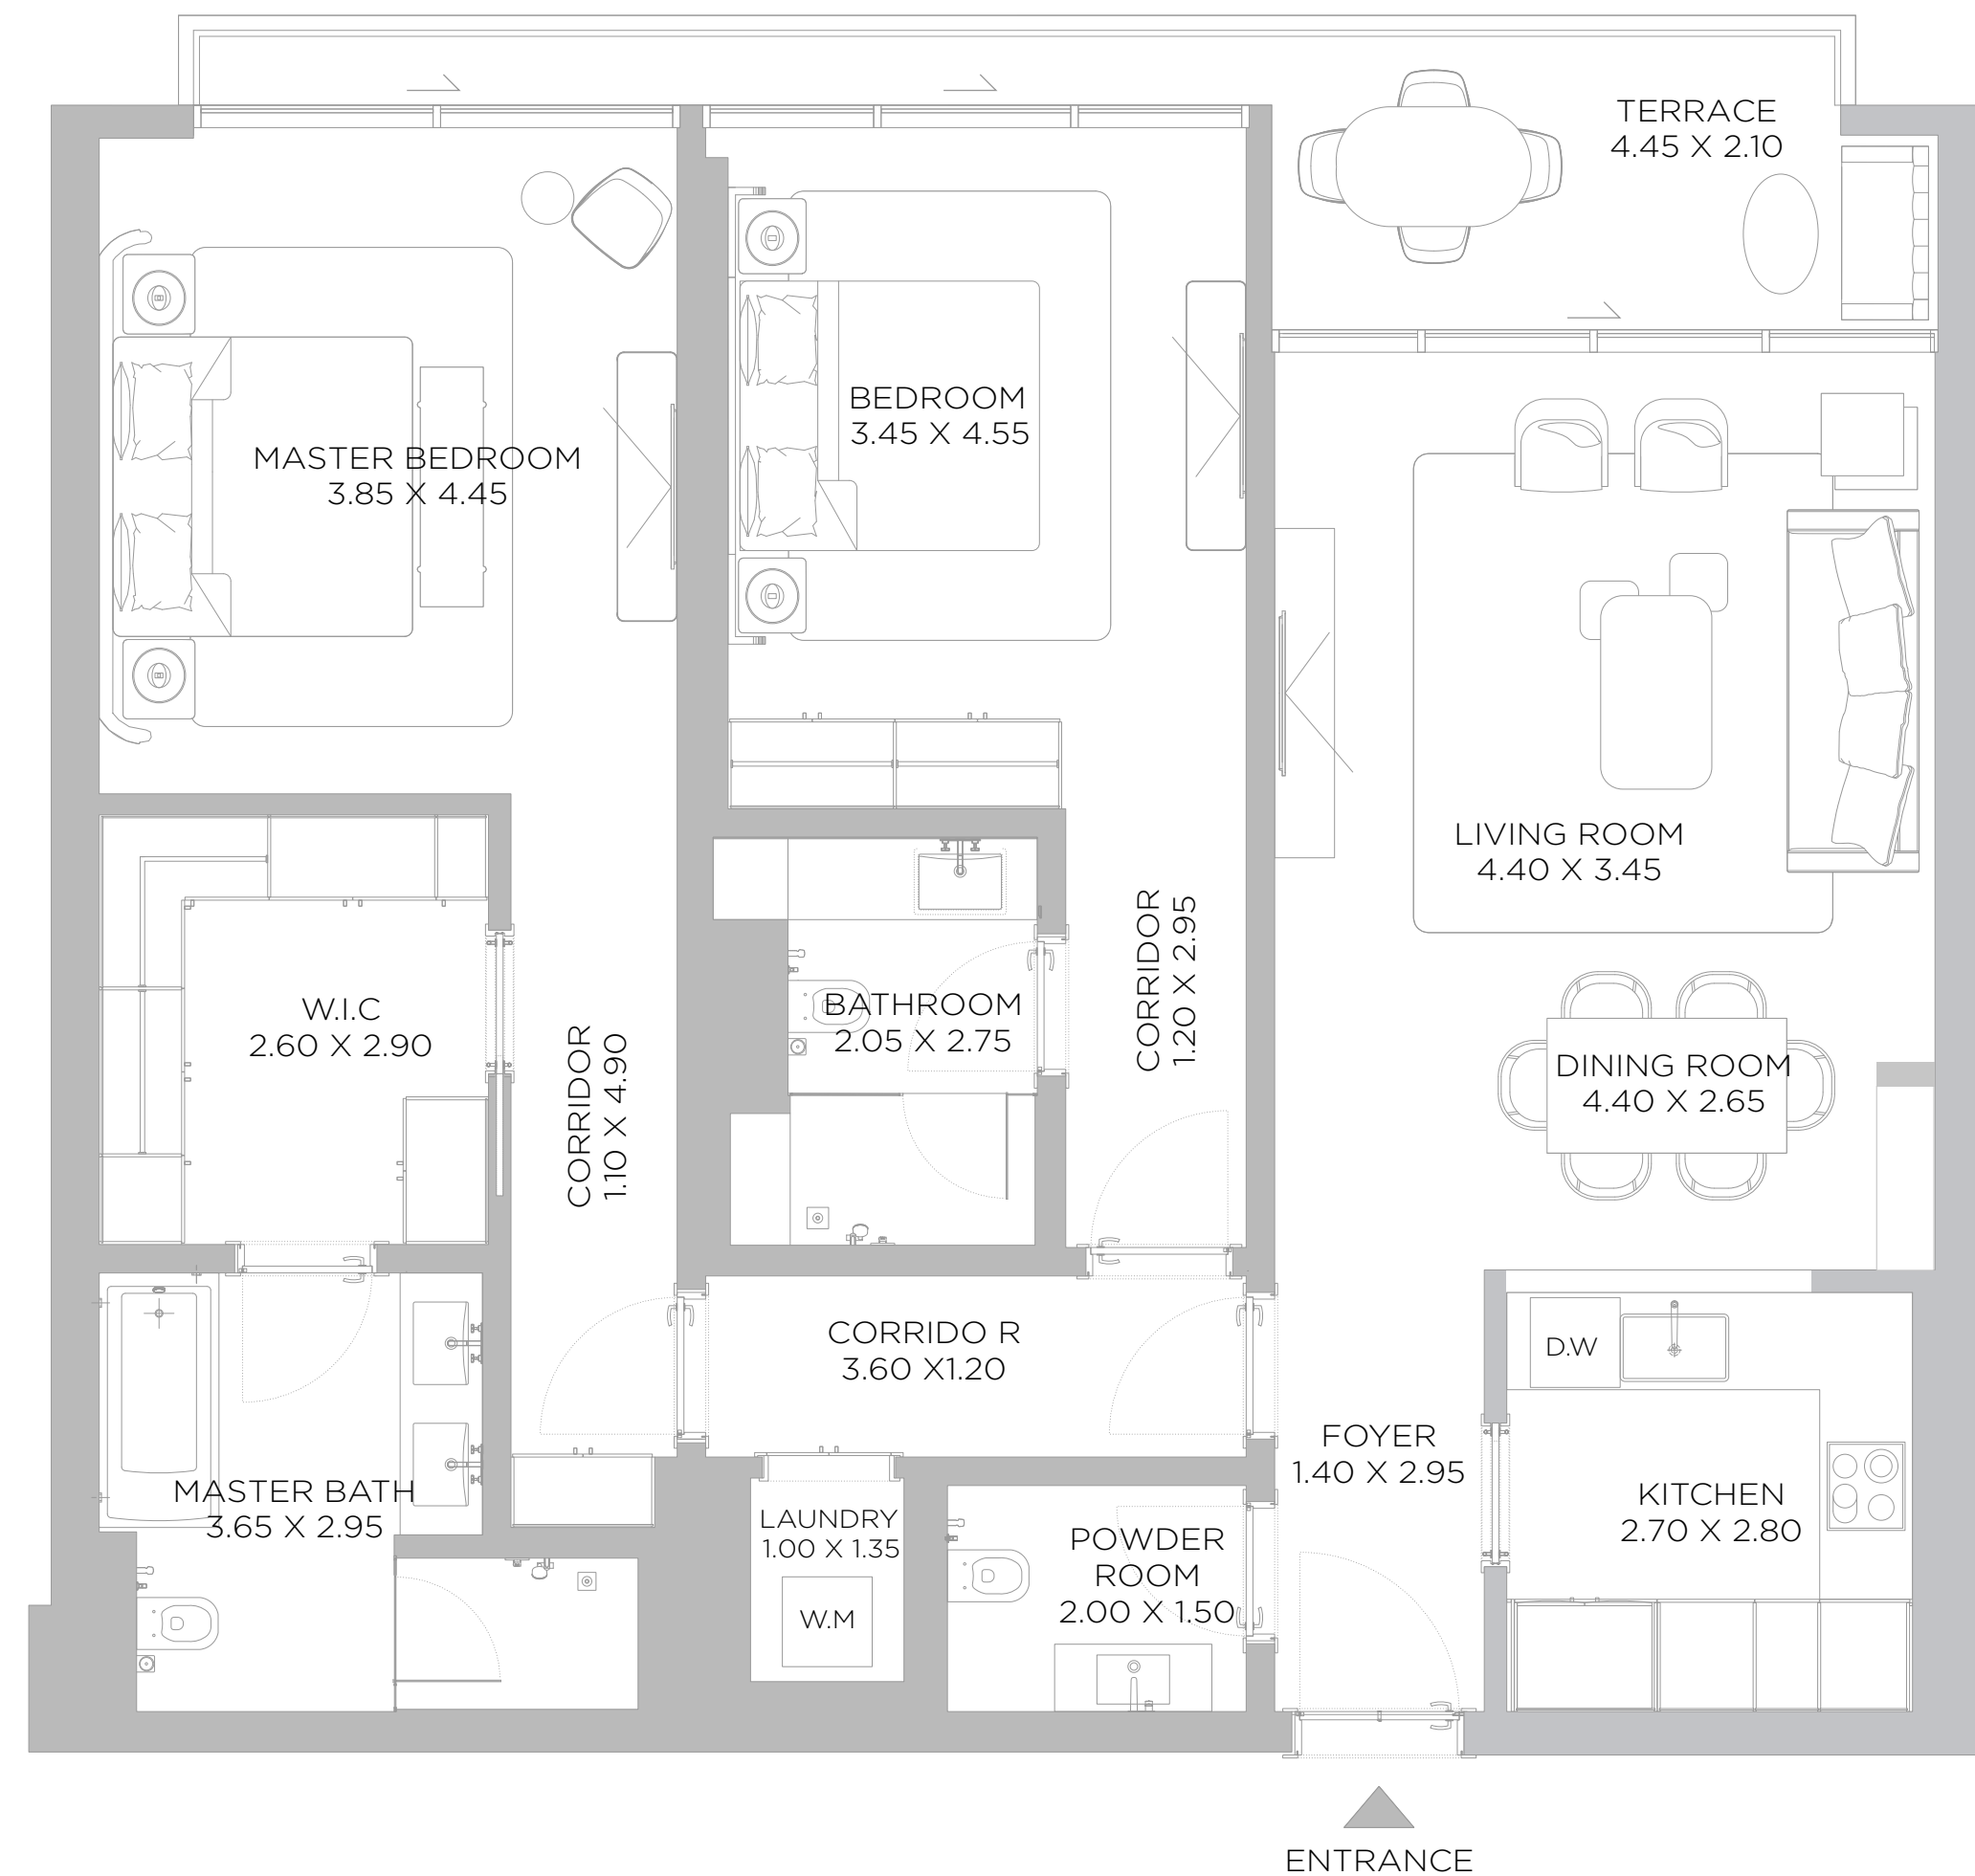 TERRACE
4.45 X 2.10
BEDROOM
3.45 X 4.55
MASTER BEDROOM
3.85 X 4.45
LIVING ROOM
4.40 X 3.45
CORRIDOR
1.20 X 2.95
W.I.C
2.60 X 2.90
BATHROOM
2.05 X 2.75
CORRIDOR
1.10 X 4.90
DINING ROOM
4.40 X 2.65
CORRIDO R
3.60 X1.20
D.W
FOYER
1.40 X 2.95
MASTER BATH
3.65 X 2.95
LAUNDRY
1.00 X 1.35
W.M
POWDER
ROOM
2.00 X 1.50
KITCHEN
2.70 X 2.80
ENTRANCE